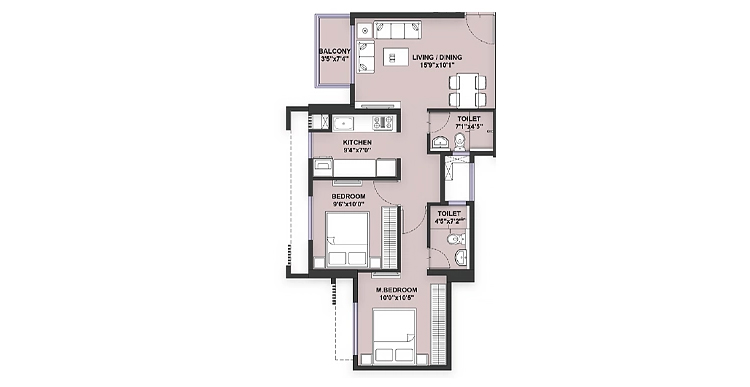 BALCONY
3'5"x7'4"
LIVING / DINING
15'9"x10'1"
TOILET
7'1"x4'5"
KITCHEN
9'4"x7'0"
BEDROOM
9'6"x10'0"
TOILET
4'5"x7'2"
M.BEDROOM
10'0"x10'5"